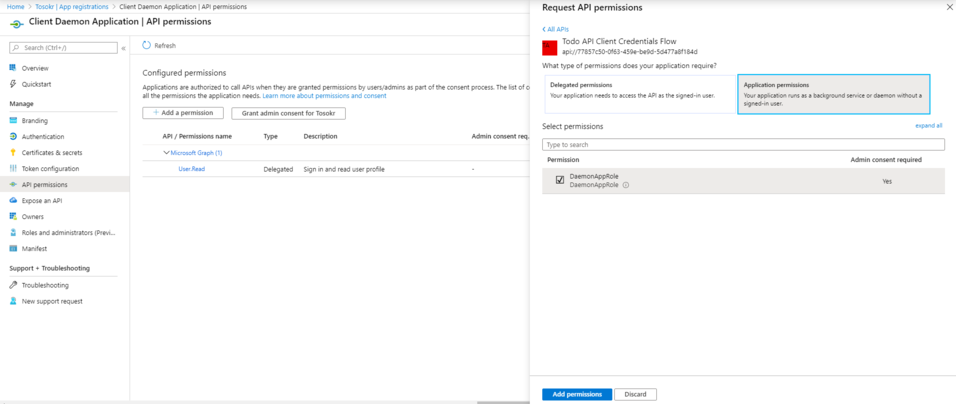 Home > Tosokr | App registrations > Client Daemon Application | API permissions
Client Daemon Application | API permissions
Search (Ctrl+/)
«
Overview
Quickstart
Manage
Branding
Authentication
Certificates & secrets
Token configuration
API permissions
Expose an API
Owners
Roles and administrators (Previ...
Manifest
Support + Troubleshooting
Troubleshooting
New support request
Refresh
Configured permissions
Applications are authorized to call APIs when they are granted permissions by users/admins as part of the consent process. The list of c
all the permissions the application needs. Learn more about permissions and consent
+ Add a permission
Grant admin consent for Tosokr
API / Permissions name Type Description Admin consent req.
Microsoft Graph (1)
User.Read Delegated Sign in and read user profile -
Request API permissions
All APIs
Todo API Client Credentials Flow
api://77857c50-0f63-459e-be9d-5d477a8f184d
What type of permissions does your application require?
Delegated permissions
Your application needs to access the API as the signed-in user.
Application permissions
Your application runs as a background service or daemon without a
signed-in user.
Select permissions
expand all
Type to search
Permission Admin consent required
DaemonAppRole
DaemonAppRole
Yes
Add permissions
Discard